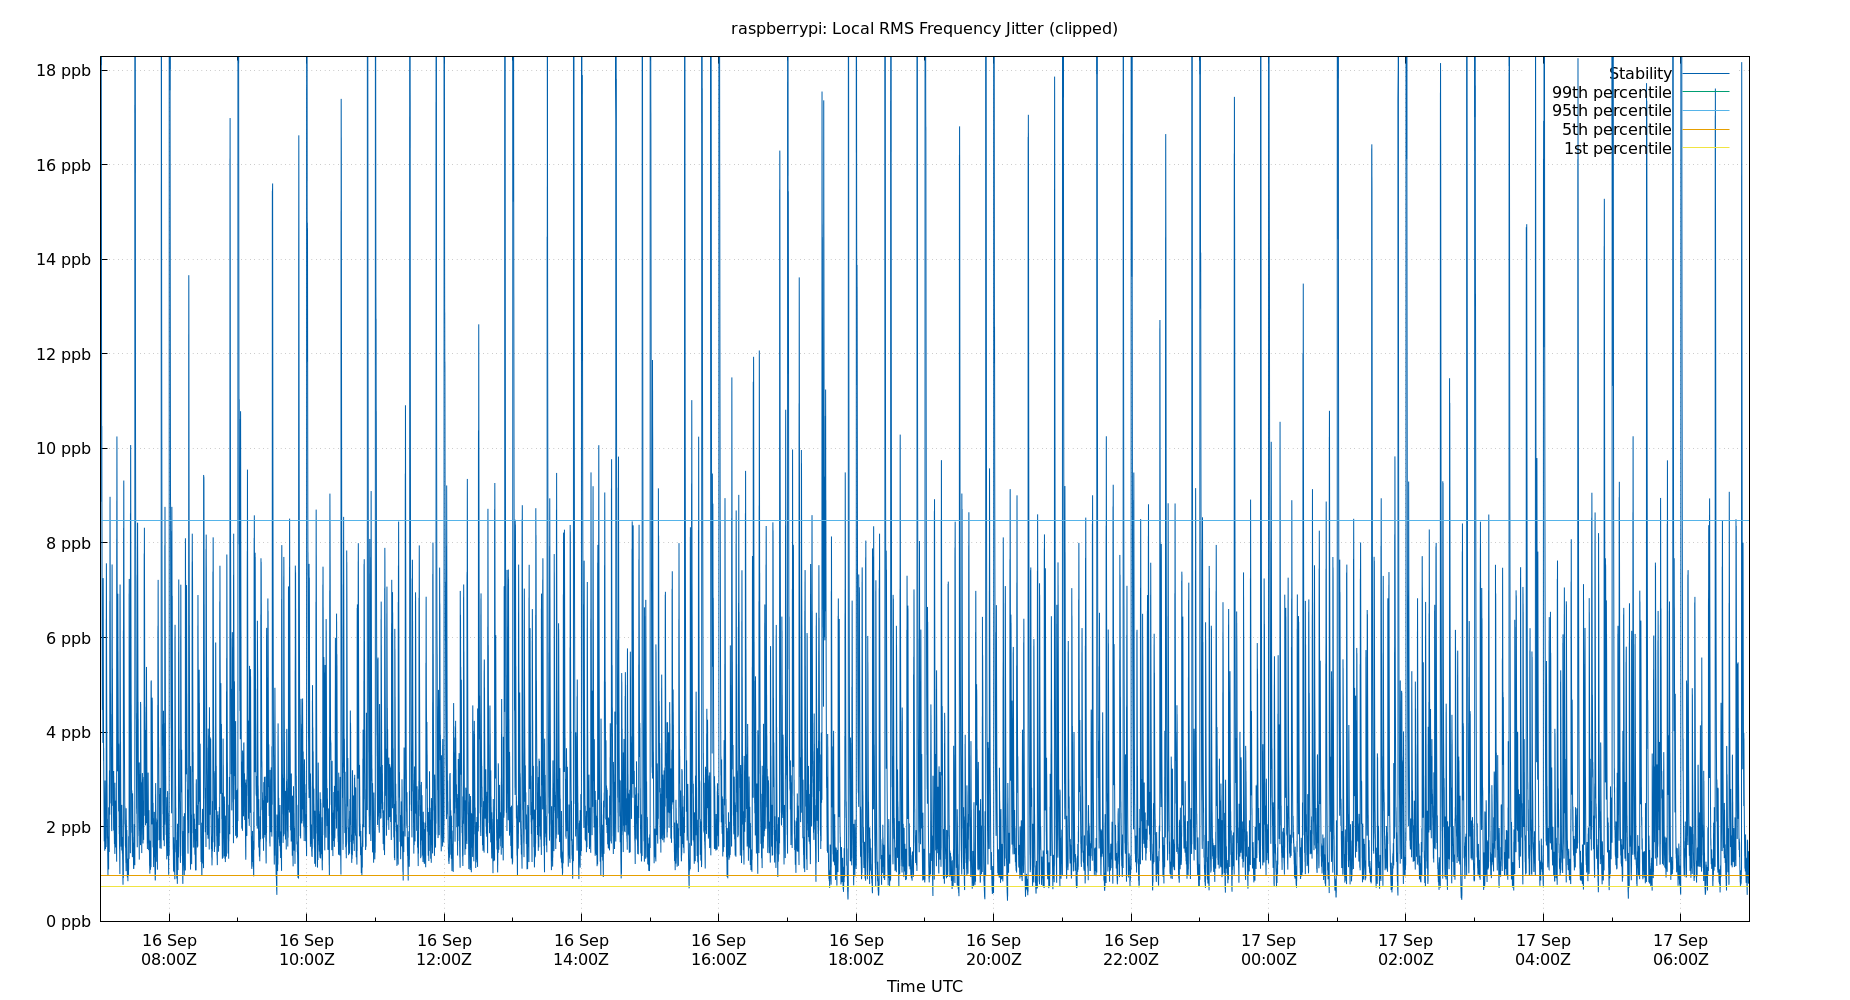 raspberrypi: Local RMS Frequency Jitter (clipped)
18 ppb
16 ppb
14 ppb
12 ppb
10 ppb
8 ppb
6 ppb
4 ppb
2 ppb
0 ppb
Stability
99th percentile
95th percentile
5th percentile
1st percentile
16 Sep 16 Sep 16 Sep 16 Sep 16 Sep 16 Sep 16 Sep 16 Sep 17 Sep 17 Sep 17 Sep 17 Sep
08:00Z 10:00Z 12:00Z 14:00Z 16:00Z 18:00Z 20:00Z 22:00Z 00:00Z 02:00Z 04:00Z 06:00Z
Time UTC